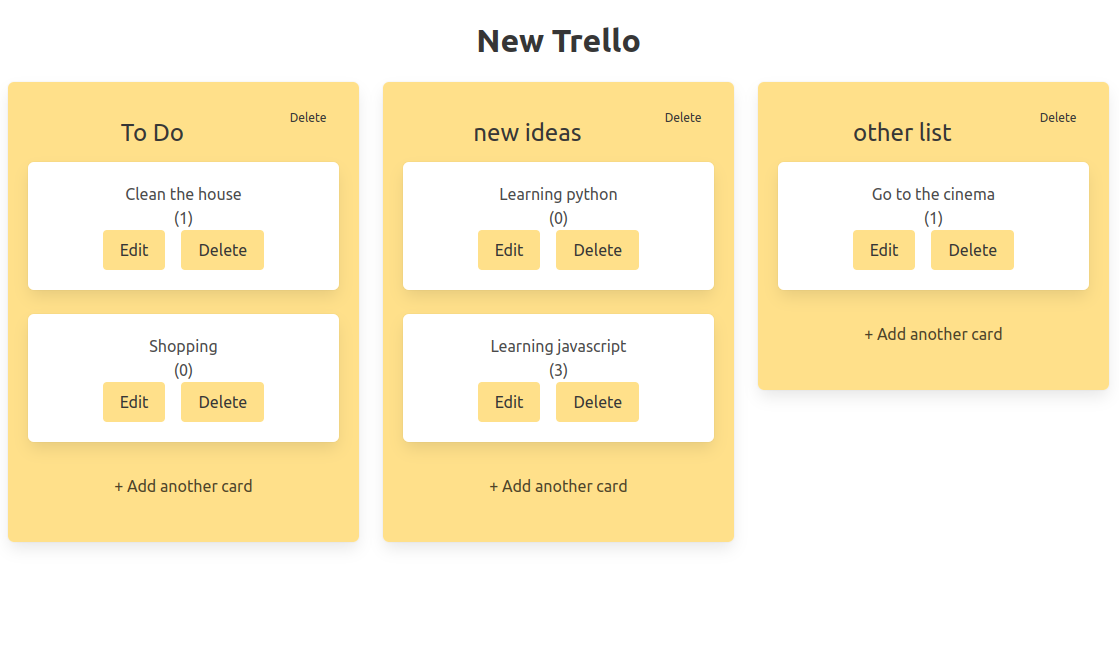 New Trello
To Do
Delete
Clean the house
(1)
Edit
Delete
Shopping
(0)
Edit
Delete
+ Add another card
new ideas
Delete
Learning python
(0)
Edit
Delete
Learning javascript
(3)
Edit
Delete
+ Add another card
other list
Delete
Go to the cinema
(1)
Edit
Delete
+ Add another card